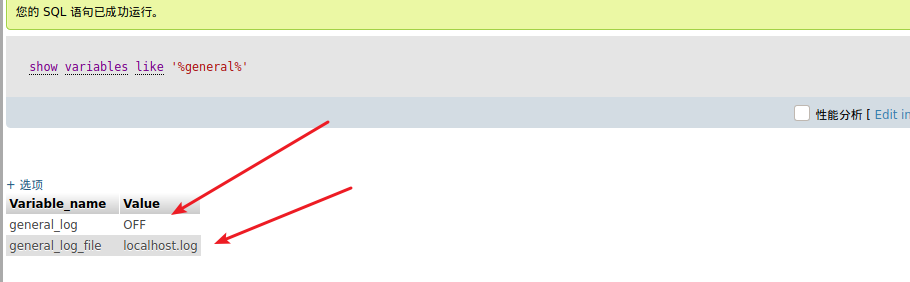 您的 SQL 语句已成功运行。
show variables like '%general%'
性能分析 [ Edit in
+ 选项
Variable_name Value
general_log OFF
general_log_file localhost.log